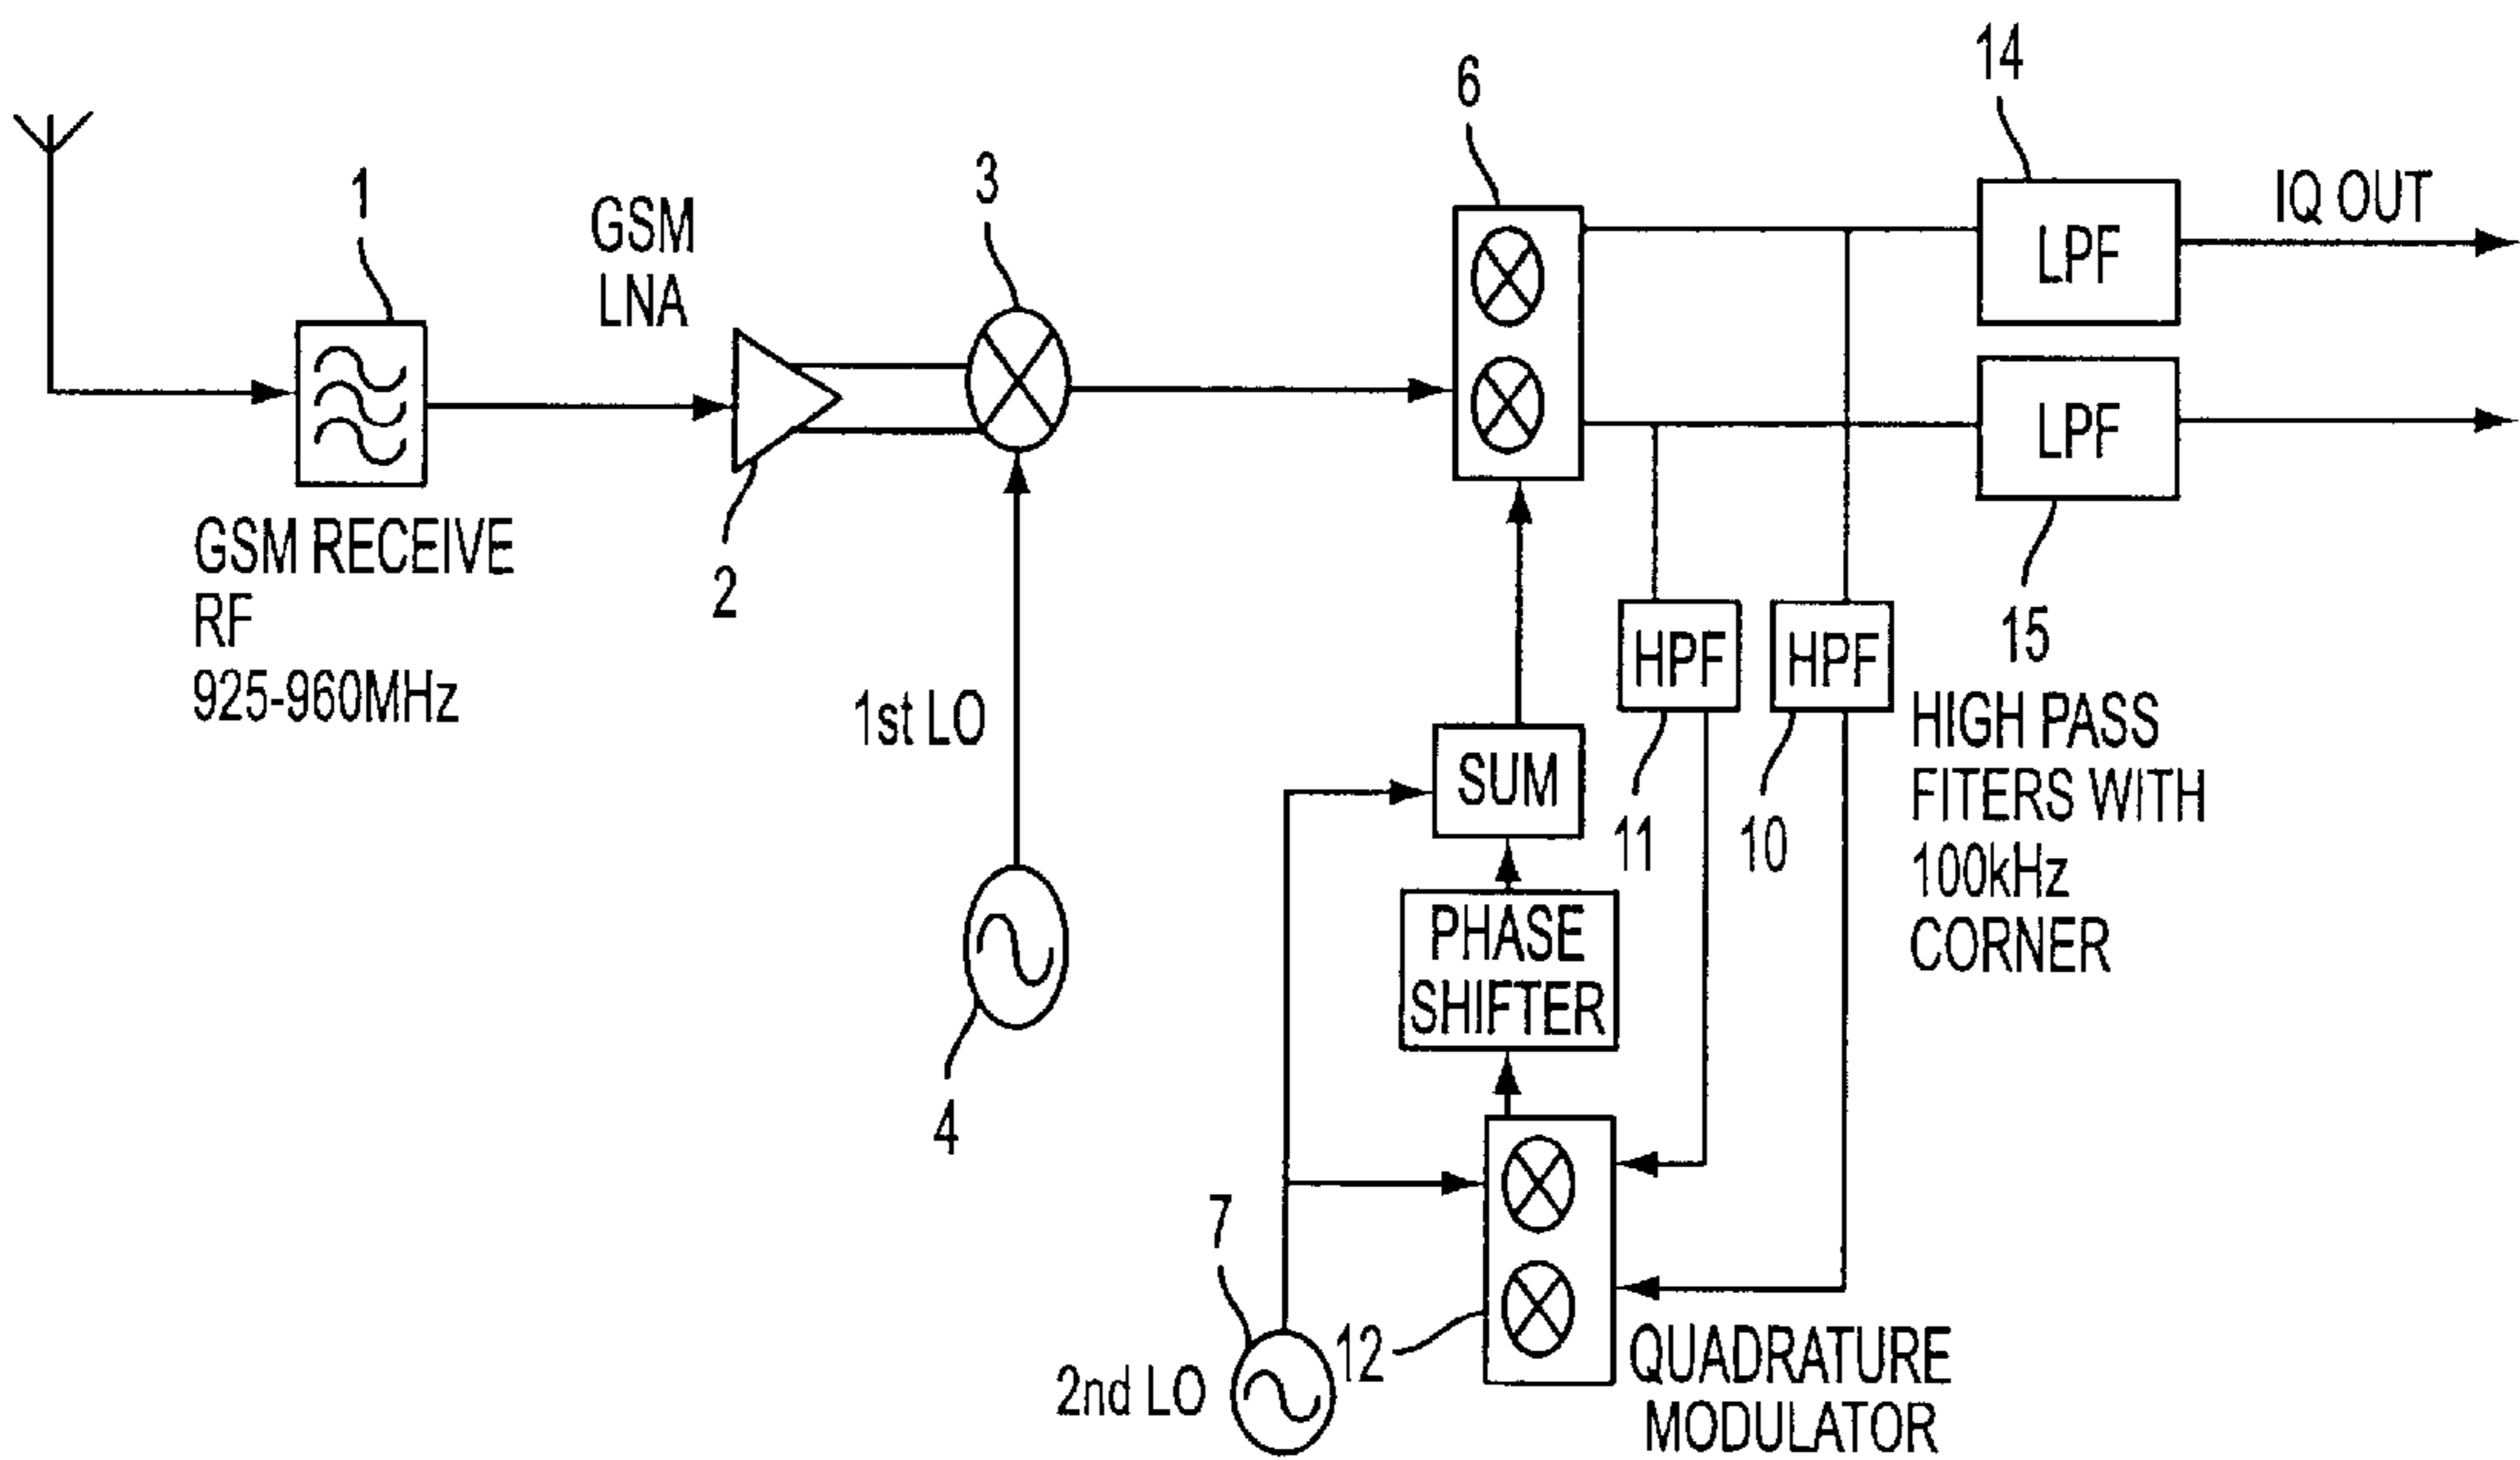 1
GSM
LNA
3
6
14
IQ OUT
LPF
LPF
GSM RECEIVE
RF
925-960MHz
2
1st LO
4
HPF
HPF
15
SUM
11
10
HIGH PASS
FITERS WITH
100kHz
CORNER
PHASE
SHIFTER
7
2nd LO
12
QUADRATURE
MODULATOR